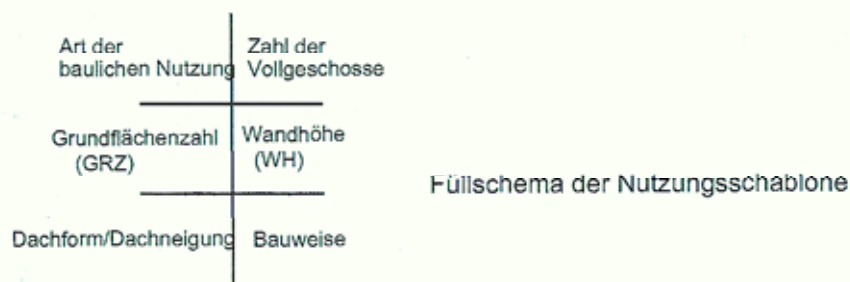 Art der
baulichen Nutzung
Zahl der
Vollgeschosse
Grundflächenzahl
(GRZ)
Wandhöhe
(WH)
Füllschema der Nutzungsschablone
Dachform/Dachneigung
Bauweise